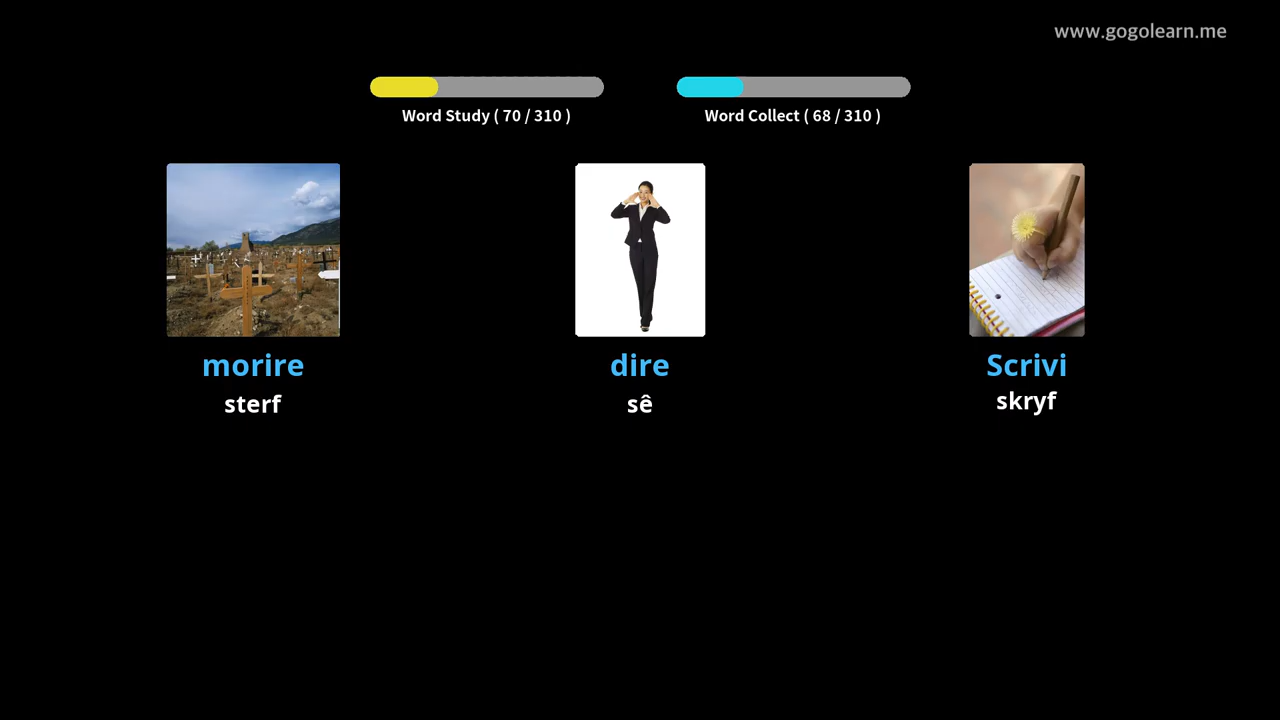 www.gogolearn.me
Word Study ( 70 / 310 )
Word Collect ( 68 / 310 )
morire
sterf
dire
sê
Scrivi
skryf